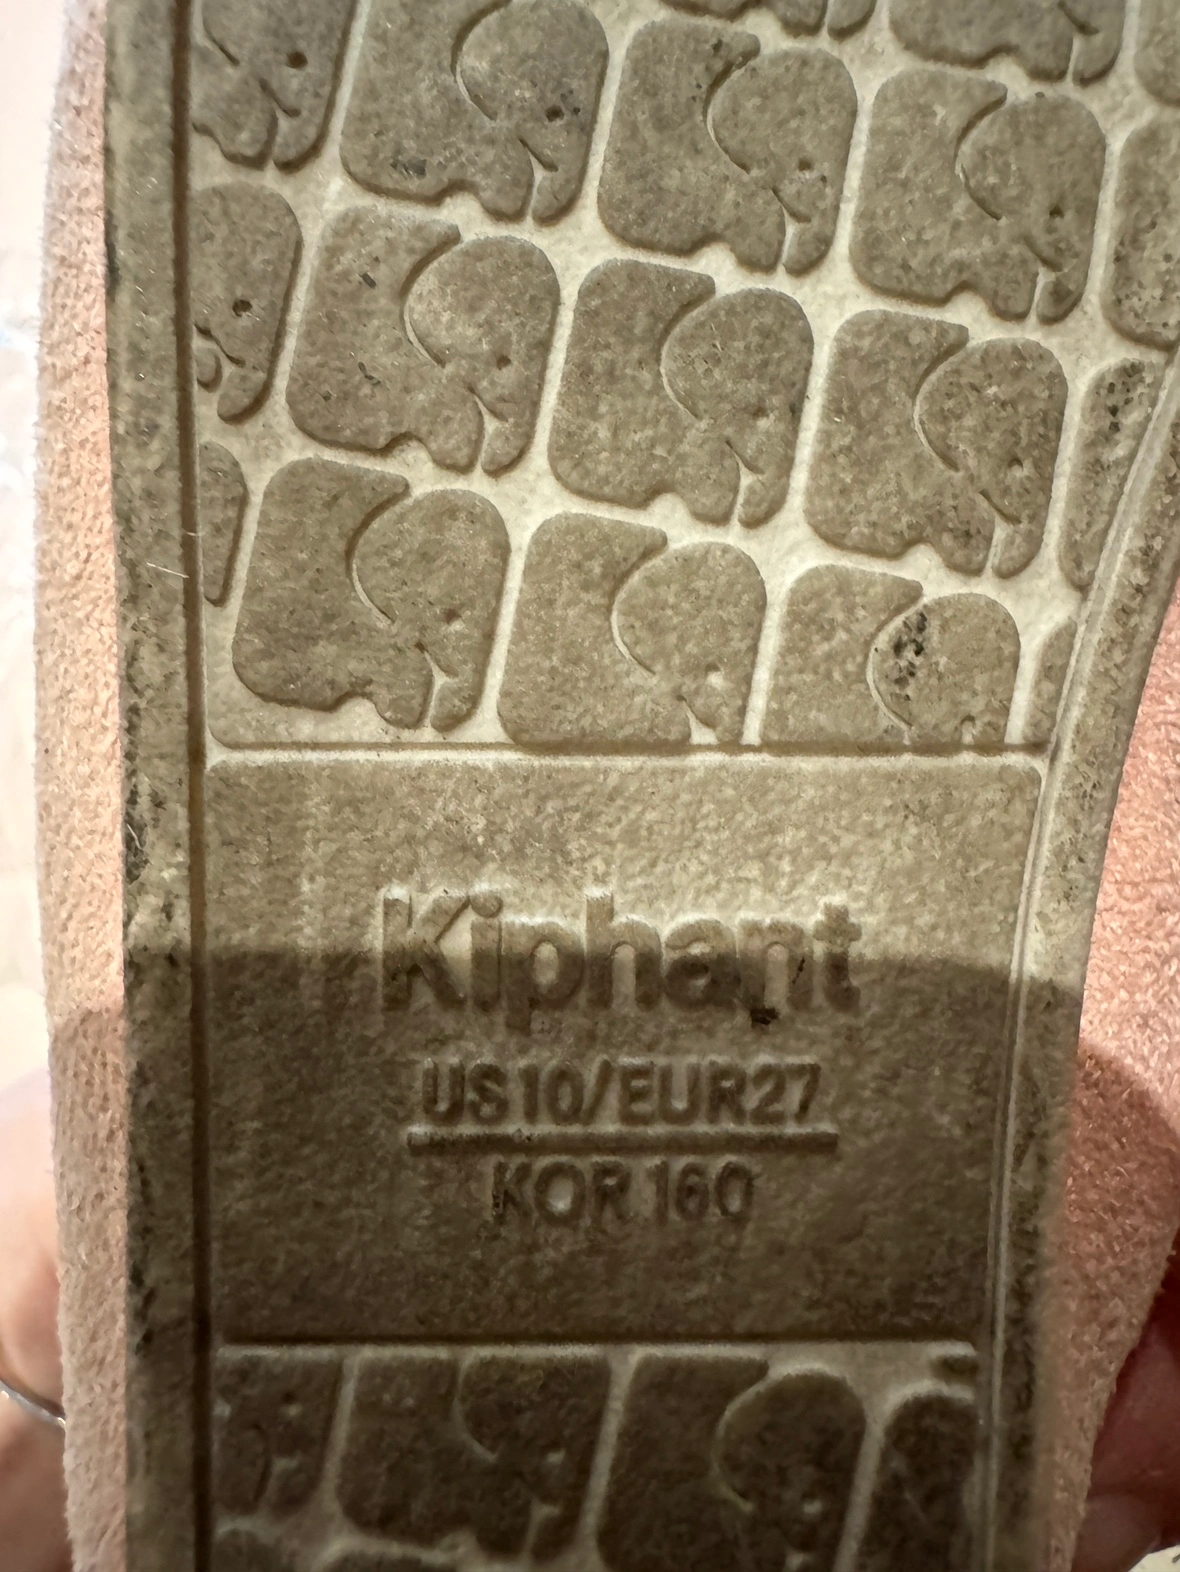 Kiphant
US10/EUR27
KOR 160